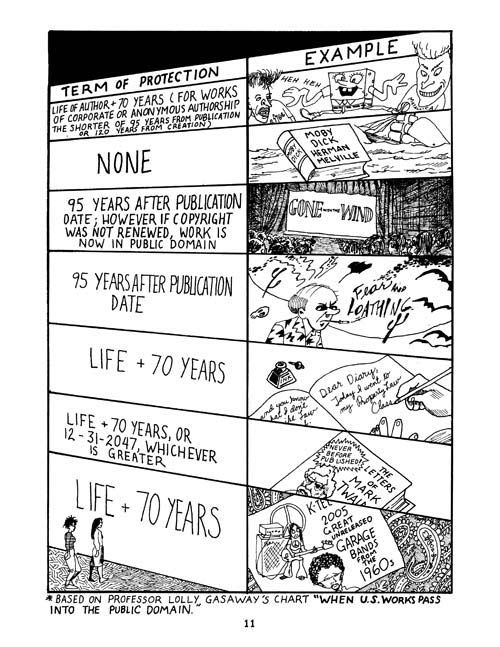 TERM OF PROTECTION
EXAMPLE
LIFE OF AUTHOR + 70 YEARS (FOR WORKS
OF CORPORATE OR ANONYMOUS AUTHORSHIP
THE SHORTER OF 95 YEARS FROM PUBLICATION
OR 120 YEARS FROM CREATION)
HEH HEH
NONE
MOBY
DICK
HERMAN
MELVILLE
MOBY
DICK
95 YEARS AFTER PUBLICATION
DATE; HOWEVER IF COPYRIGHT
WAS NOT RENEWED, WORK IS
NOW IN PUBLIC DOMAIN
GONE WITH THE WIND
95 YEARS AFTER PUBLICATION
DATE
Fear AND
LOATHING
LIFE + 70 YEARS
Dear Diary,
Today I went to
my Property Law
Class
and you know
what I don't
the Law
LIFE + 70 YEARS, OR
12-31-2047, WHICHEVER
IS GREATER
NEVER
BEFORE
PUBLISHED!
THE
LETTERS
OF
MARK
TWAIN
LIFE + 70 YEARS
K-TEL
2005
GREAT
UNRELEASED
GARAGE
BANDS
FROM THE
1960s
* BASED ON PROFESSOR LOLLY GASAWAY'S CHART "WHEN U.S. WORKS PASS
INTO THE PUBLIC DOMAIN."
11